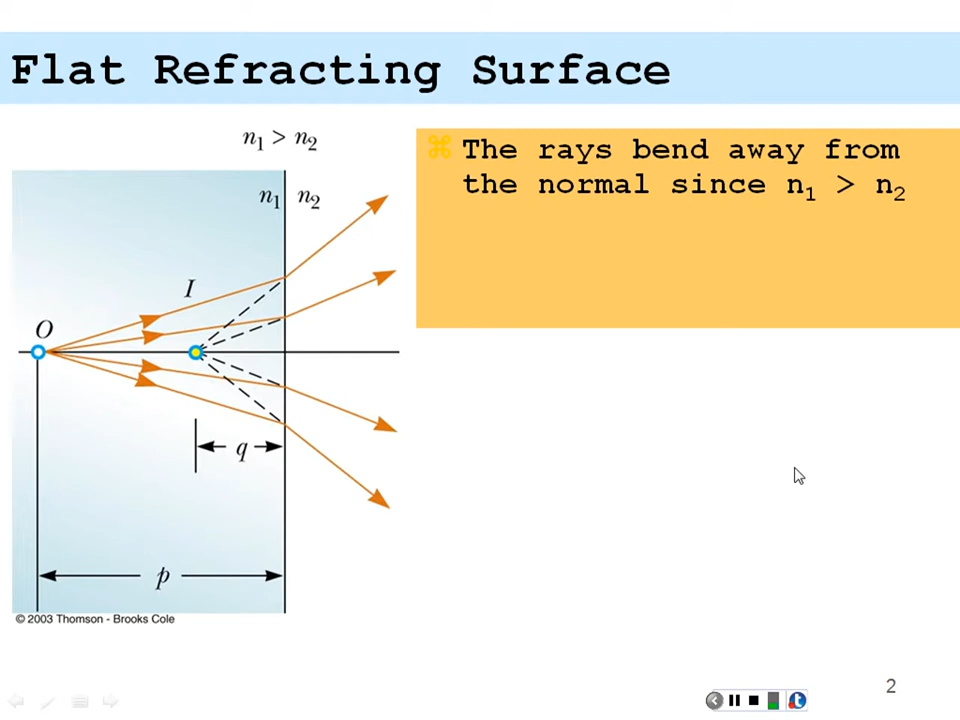 Flat Refracting Surface
n₁ > n₂
The rays bend away from
the normal since n₁ > n₂
n₁ n₂
I
O
q
p
© 2003 Thomson - Brooks Cole
2